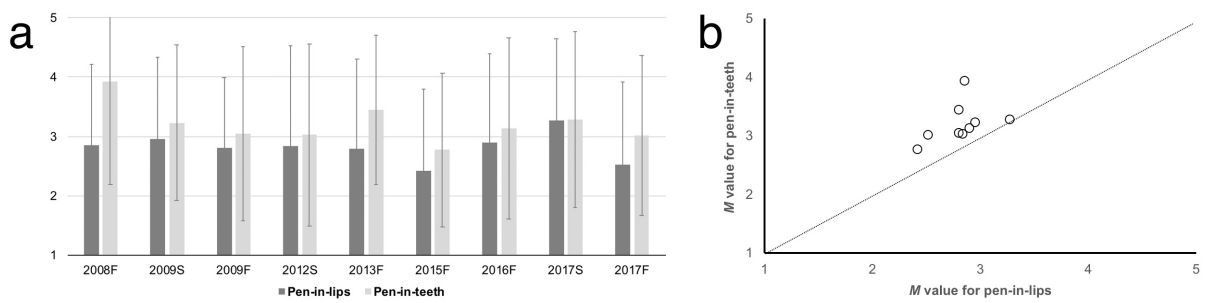 a
5
4
3
2
1
2008F 2009S 2009F 2012S 2013F 2015F 2016F 2017S 2017F
Pen-in-lips Pen-in-teeth
b
M value for pen-in-teeth
5
4
3
2
1
1 2 3 4 5
M value for pen-in-lips